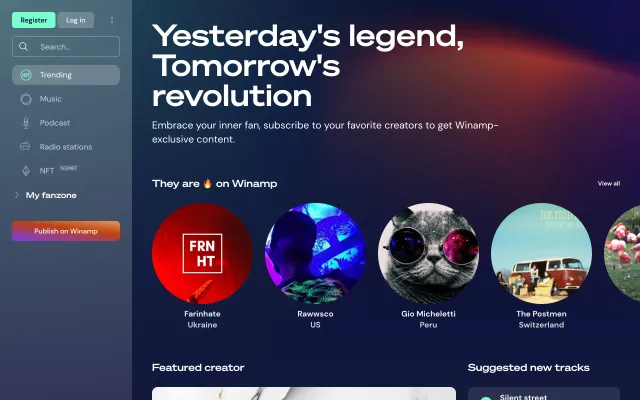 Register
Log in
Search...
Trending
Music
Podcast
Radio stations
NFT
My fanzone
Publish on Winamp
Yesterday's legend,
Tomorrow's
revolution
Embrace your inner fan, subscribe to your favorite creators to get Winamp-
exclusive content.
They are 🔥 on Winamp
View all
FRN
HT
Farinhate
Ukraine
Rawwsco
US
Gio Micheletti
Peru
The Postmen
Switzerland
Featured creator
Suggested new tracks
Silent street